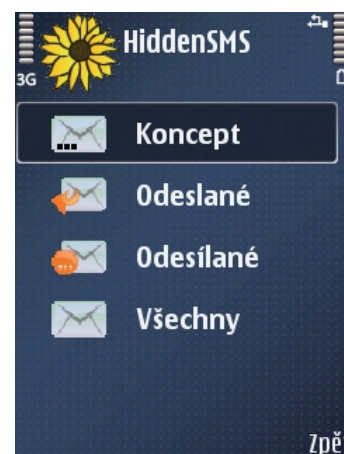 HiddenSMS
3G
Koncept
Odeslané
Odesílané
Všechny
Zpě